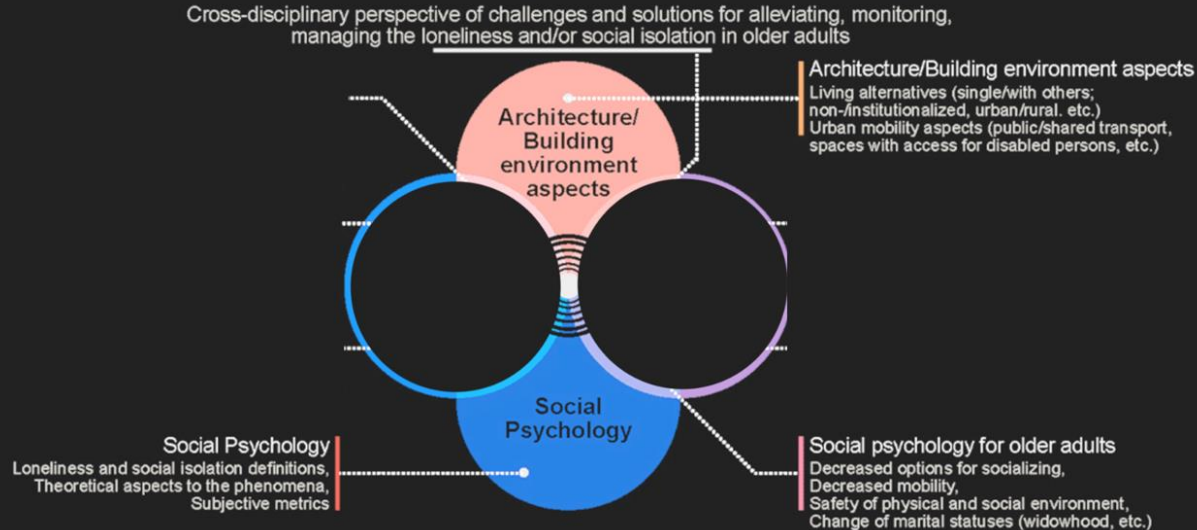 Cross-disciplinary perspective of challenges and solutions for alleviating, monitoring,
managing the loneliness and/or social isolation in older adults
Architecture/Building environment aspects
Living alternatives (single/with others;
non-/institutionalized, urban/rural. etc.)
Urban mobility aspects (public/shared transport,
spaces with access for disabled persons, etc.)
Architecture/
Building
environment
aspects
Social
Psychology
Social Psychology
Loneliness and social isolation definitions,
Theoretical aspects to the phenomena,
Subjective metrics
Social psychology for older adults
Decreased options for socializing,
Decreased mobility,
Safety of physical and social environment,
Change of marital statuses (widowhood, etc.)